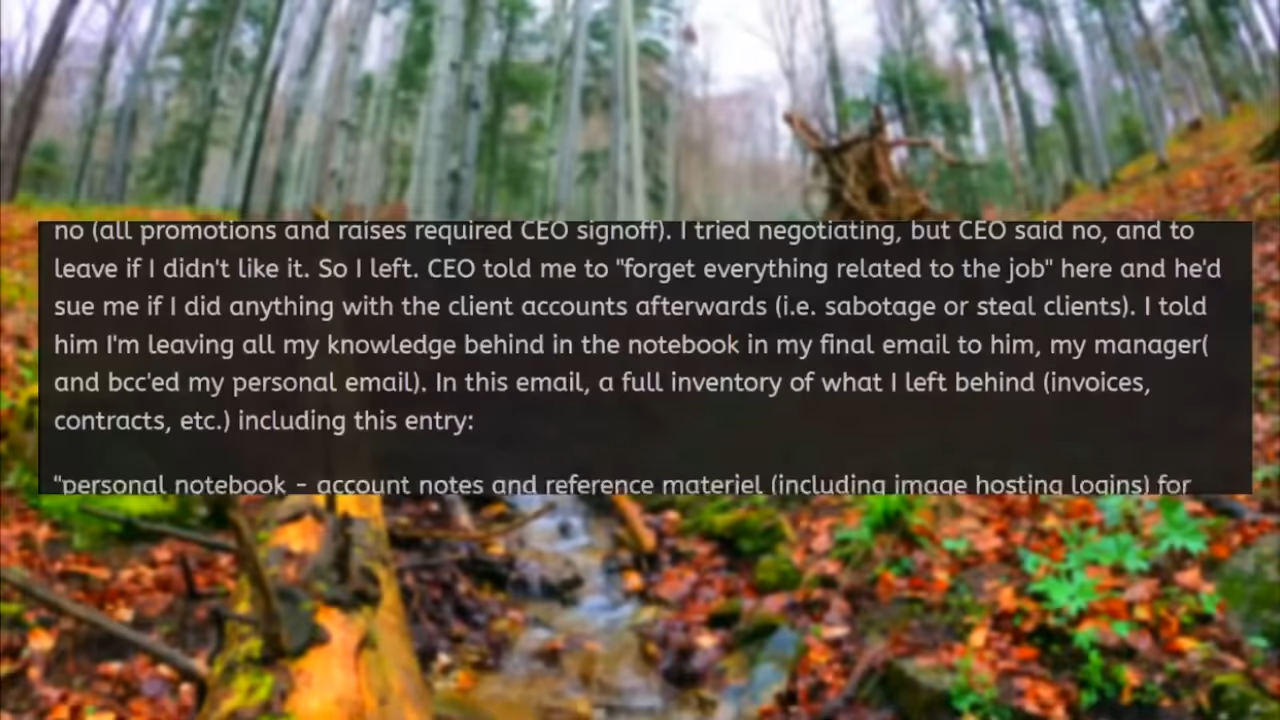 no (all promotions and raises required CEO signoff). I tried negotiating, but CEO said no, and to
leave if I didn't like it. So I left. CEO told me to "forget everything related to the job" here and he'd
sue me if I did anything with the client accounts afterwards (i.e. sabotage or steal clients). I told
him I'm leaving all my knowledge behind in the notebook in my final email to him, my manager(
and bcc'ed my personal email). In this email, a full inventory of what I left behind (invoices,
contracts, etc.) including this entry:
"personal notebook - account notes and reference materiel (including image hosting logins) for